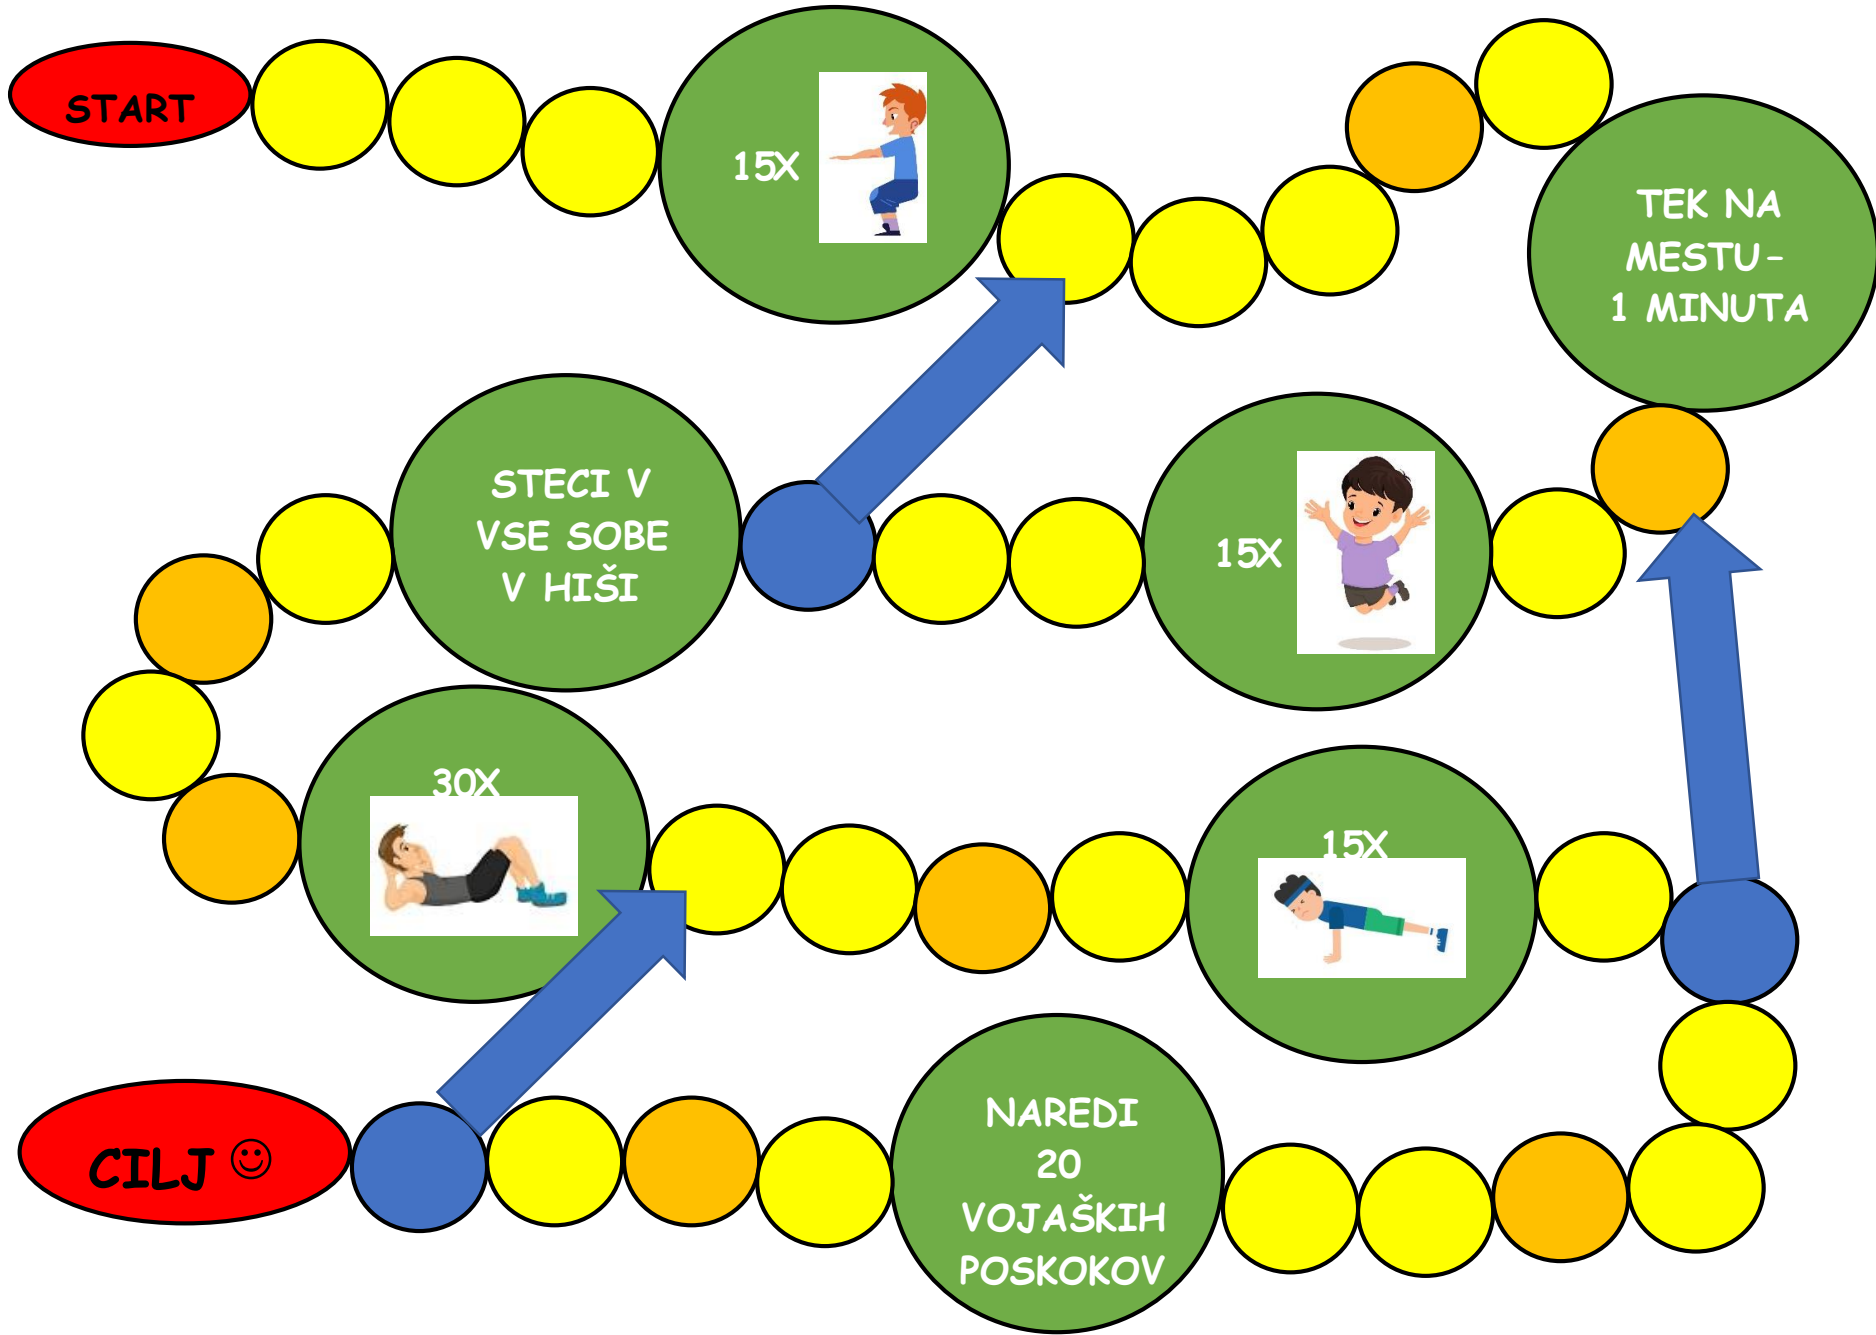 START
15X
TEK NA
MESTU–
1 MINUTA
STECI V
VSE SOBE
V HIŠI
15X
30X
15X
CILJ ☺
NAREDI
20
VOJAŠKIH
POSKOKOV